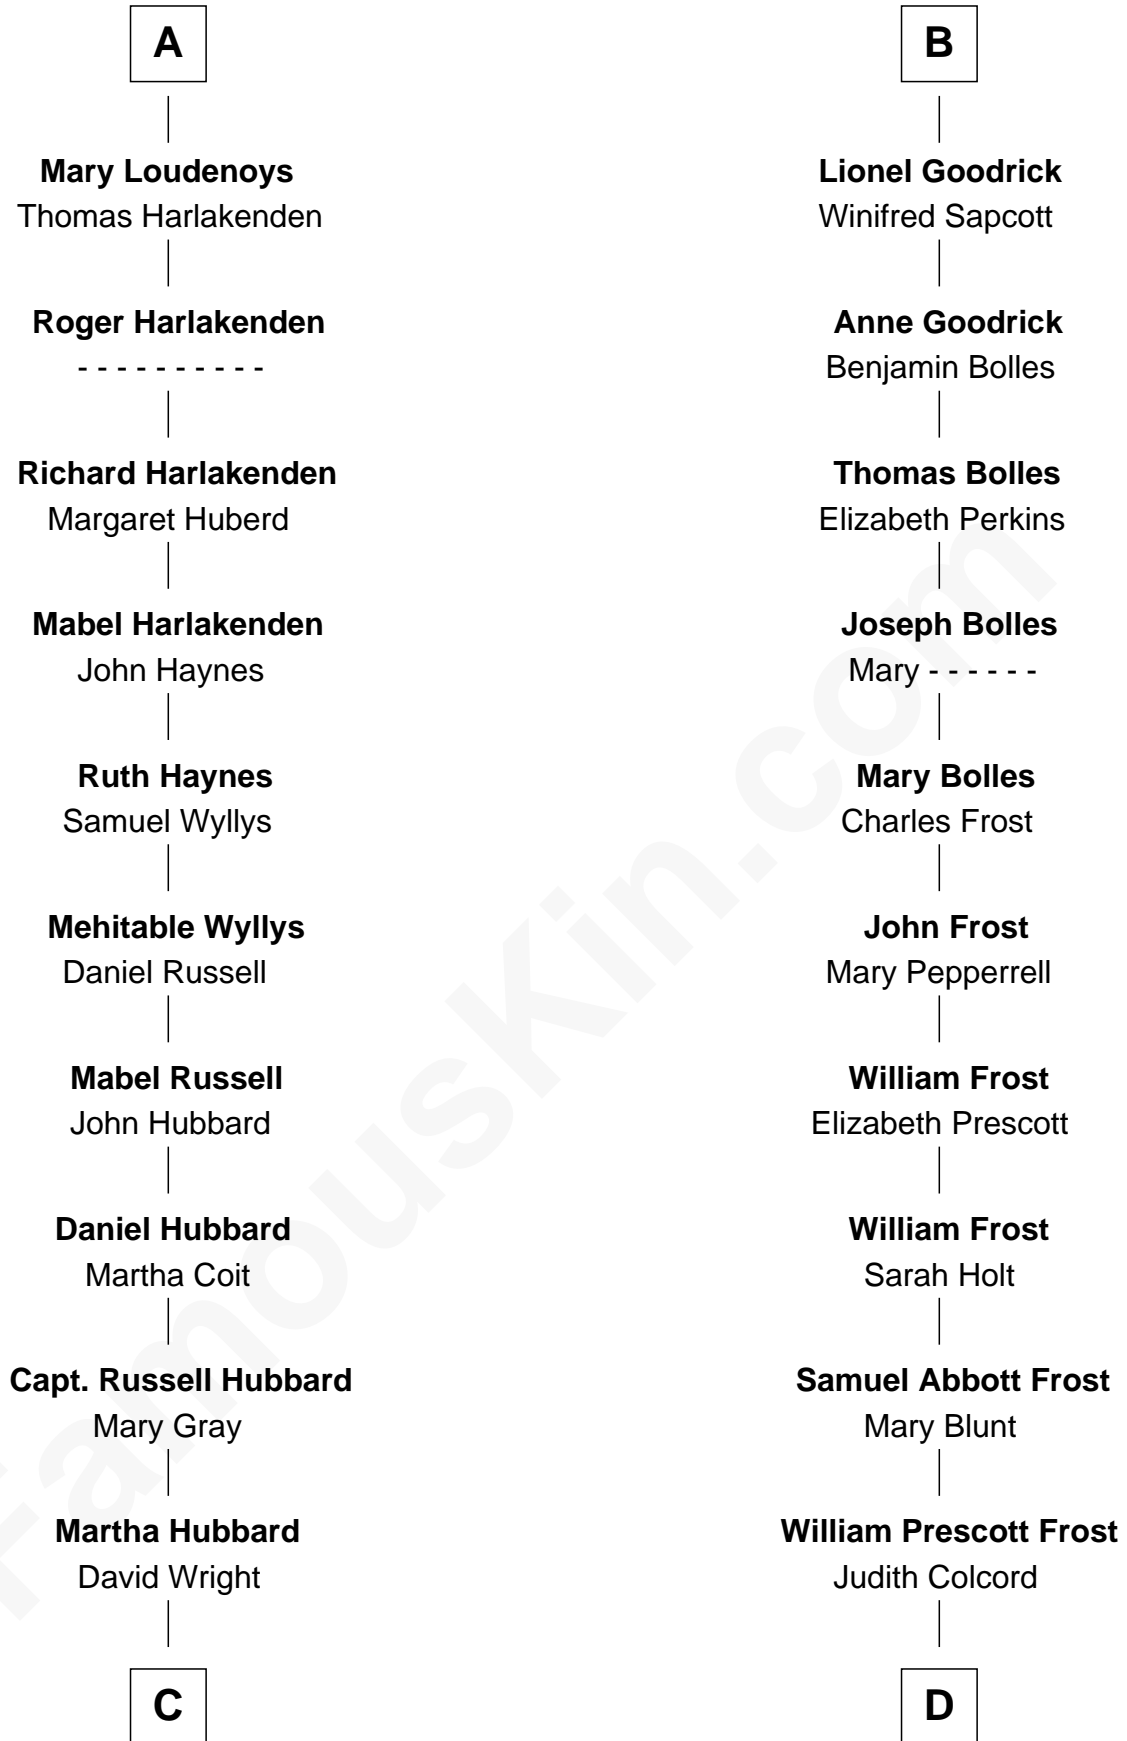 A
Mary Loudenoys
Thomas Harlakenden
Roger Harlakenden
- - - - - - - - - -
Richard Harlakenden
Margaret Huberd
Mabel Harlakenden
John Haynes
Ruth Haynes
Samuel Wyllys
Mehitable Wyllys
Daniel Russell
Mabel Russell
John Hubbard
Daniel Hubbard
Martha Coit
Capt. Russell Hubbard
Mary Gray
Martha Hubbard
David Wright
C
B
Lionel Goodrick
Winifred Sapcott
Anne Goodrick
Benjamin Bolles
Thomas Bolles
Elizabeth Perkins
Joseph Bolles
Mary - - - - - -
Mary Bolles
Charles Frost
John Frost
Mary Pepperrell
William Frost
Elizabeth Prescott
William Frost
Sarah Holt
Samuel Abbott Frost
Mary Blunt
William Prescott Frost
Judith Colcord
D
FamousKin.com